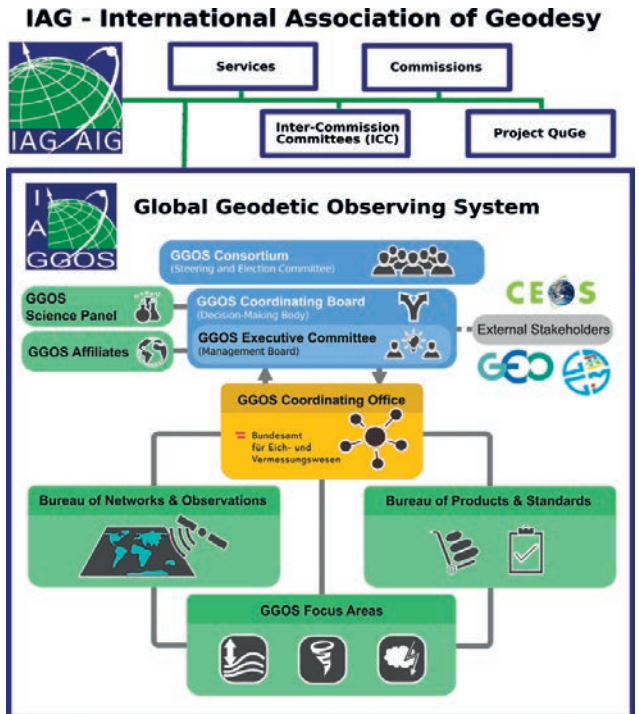 IAG - International Association of Geodesy
Services
Commissions
IAG AIG
Inter-Commission
Committees (ICC)
Project QuGe
I
A
GGOS
Global Geodetic Observing System
GGOS Consortium
(Steering and Election Committee)
GGOS
Science Panel
GGOS Coordinating Board
(Decision-Making Body)
CEOS
External Stakeholders
GGOS Affiliates
GGOS Executive Committee
(Management Board)
GEO
GGOS Coordinating Office
Bundesamt
für Eich- und
Vermessungswesen
Bureau of Networks & Observations
Bureau of Products & Standards
GGOS Focus Areas